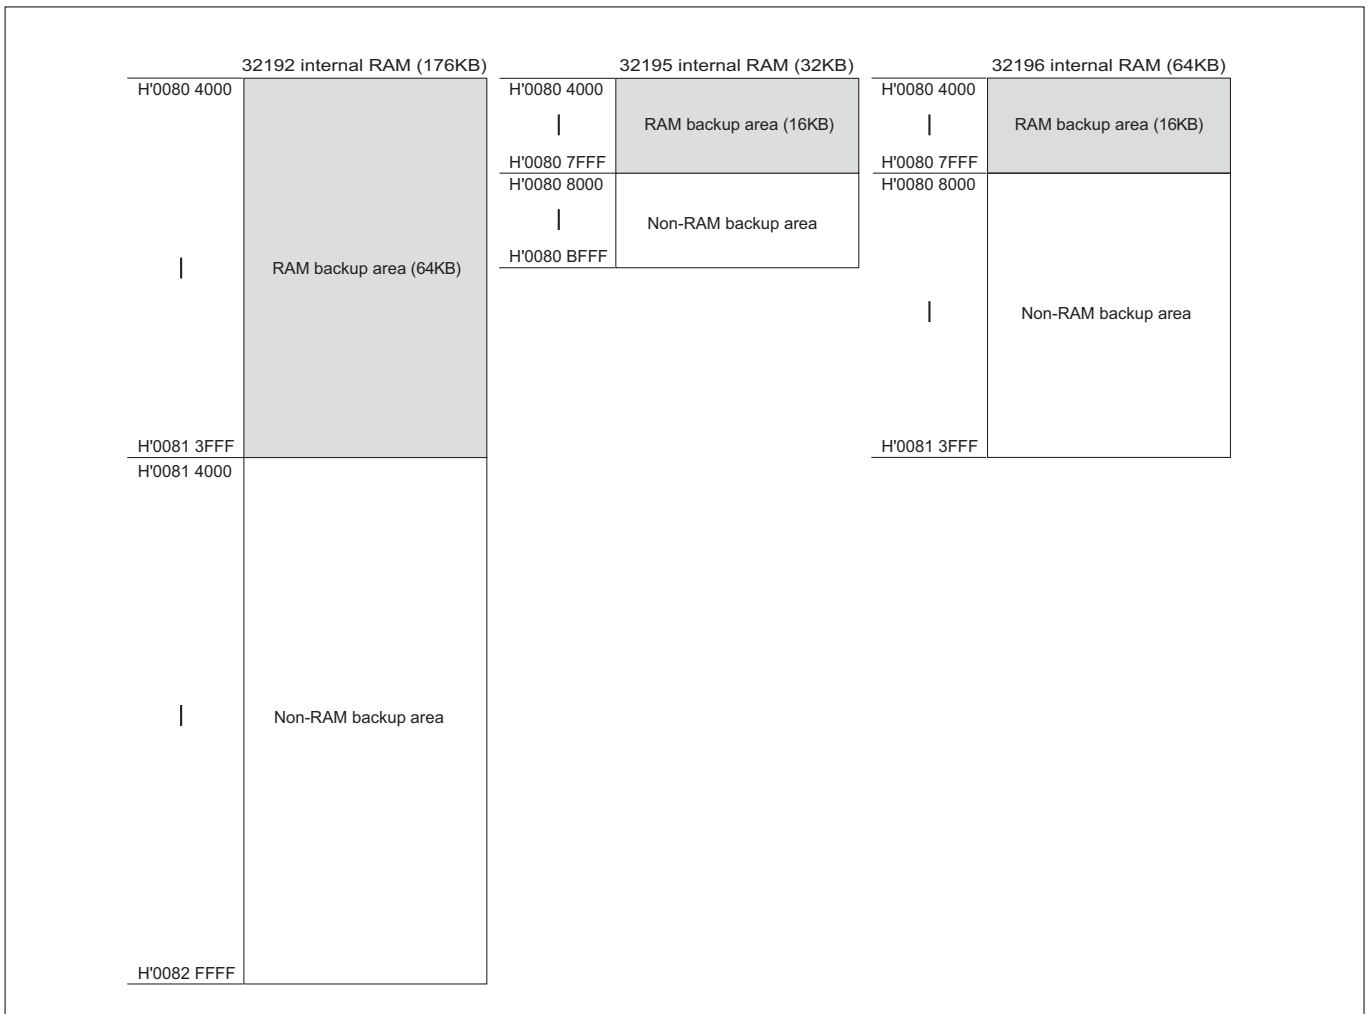 32192 internal RAM (176KB)
H'0080 4000
|
RAM backup area (64KB)
H'0081 3FFF
H'0081 4000
|
Non-RAM backup area
H'0082 FFFF
32195 internal RAM (32KB)
H'0080 4000
|
RAM backup area (16KB)
H'0080 7FFF
H'0080 8000
|
Non-RAM backup area
H'0080 BFFF
32196 internal RAM (64KB)
H'0080 4000
|
RAM backup area (16KB)
H'0080 7FFF
H'0080 8000
|
Non-RAM backup area
H'0081 3FFF